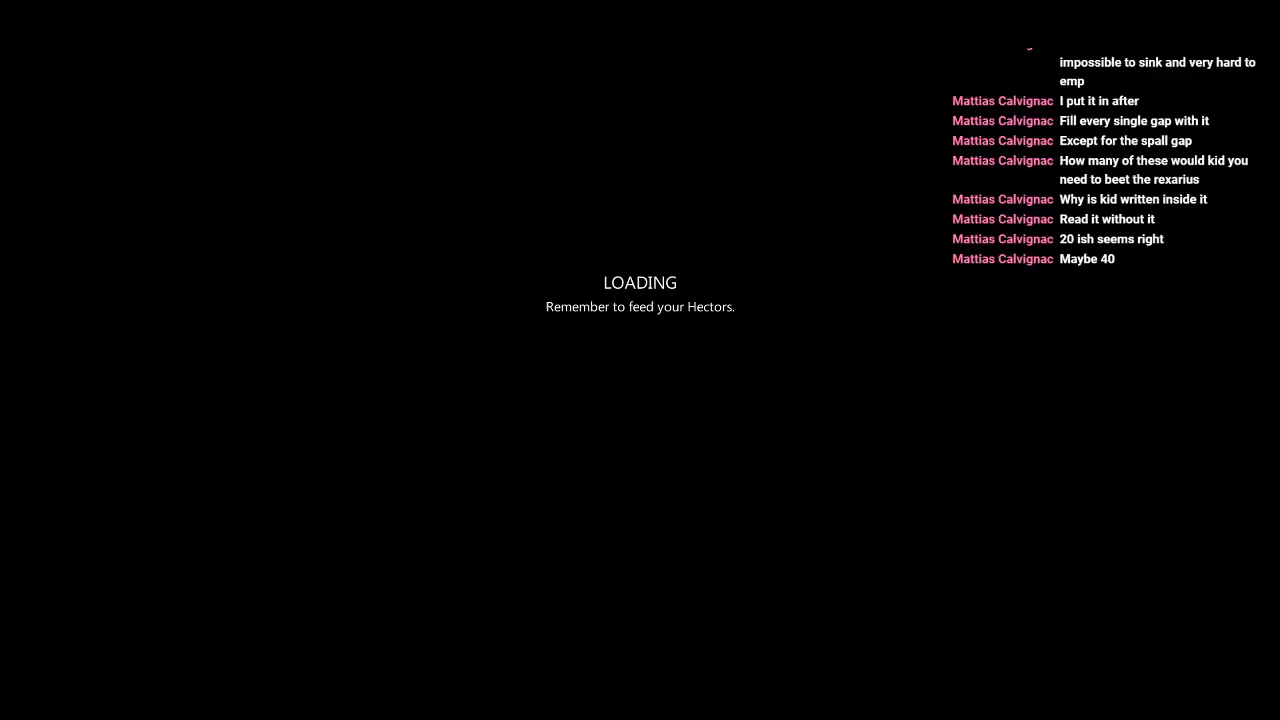 impossible to sink and very hard to
emp
Mattias Calvignac I put it in after
Mattias Calvignac Fill every single gap with it
Mattias Calvignac Except for the spall gap
Mattias Calvignac How many of these would kid you
need to beet the rexarius
Mattias Calvignac Why is kid written inside it
Mattias Calvignac Read it without it
Mattias Calvignac 20 ish seems right
Mattias Calvignac Maybe 40
LOADING
Remember to feed your Hectors.